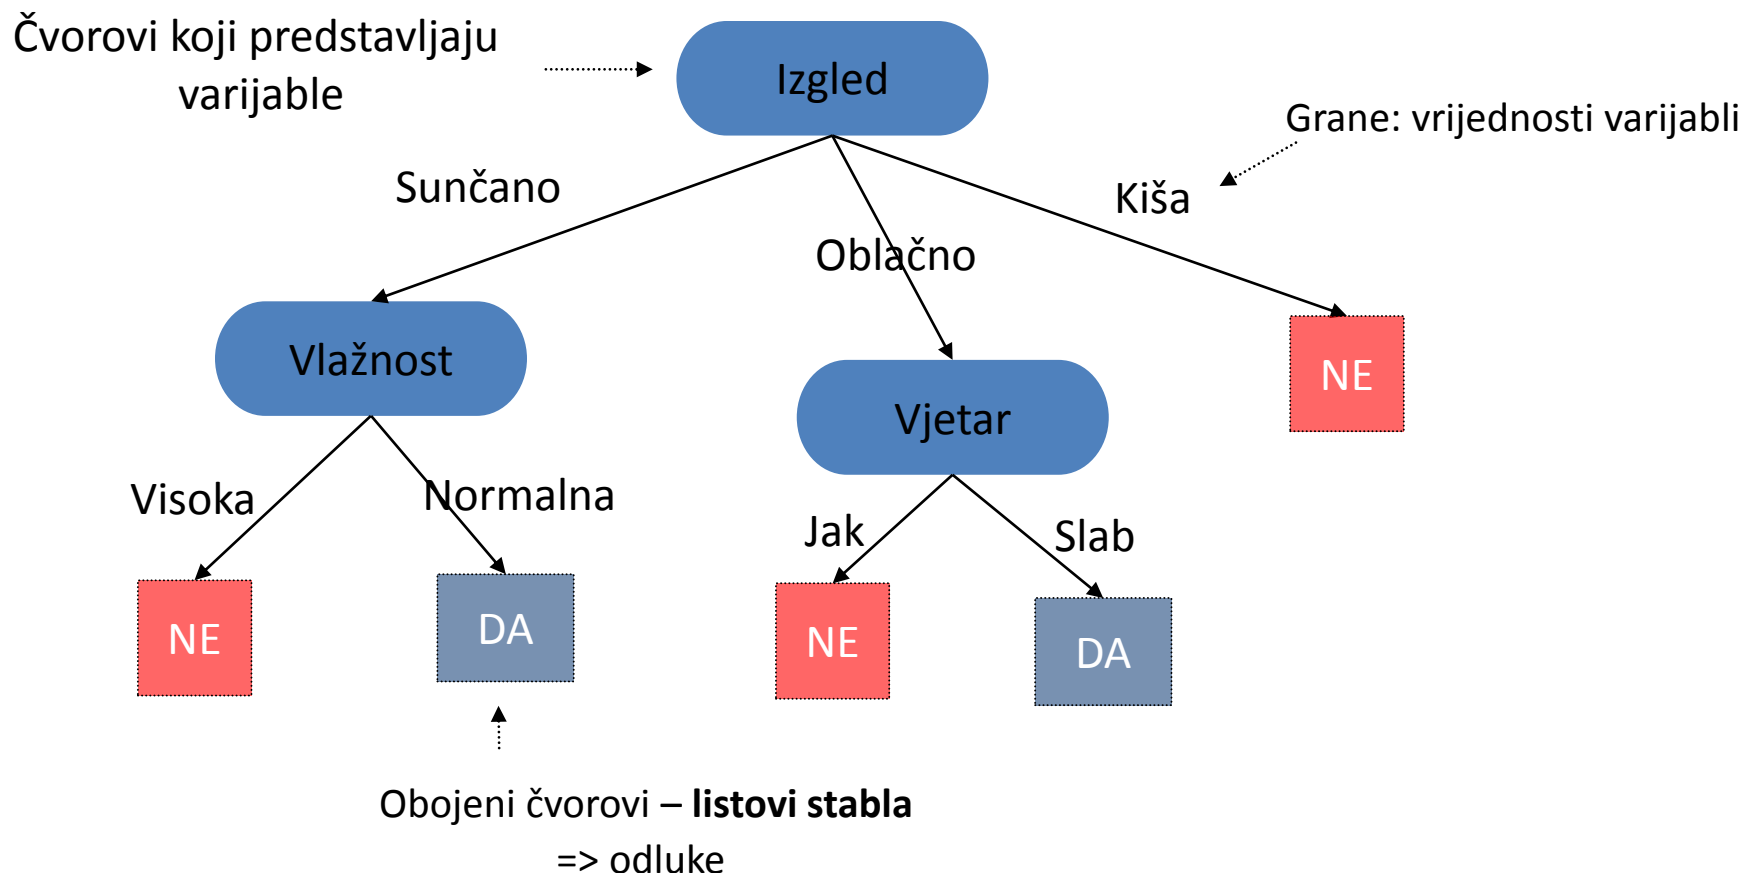 Čvorovi koji predstavljaju
varijable
Izgled
Grane: vrijednosti varijabli
Sunčano
Kiša
Oblačno
Vlažnost
NE
Vjetar
Visoka
Normalna
Jak
Slab
NE
DA
NE
DA
Obojeni čvorovi – listovi stabla
=> odluke